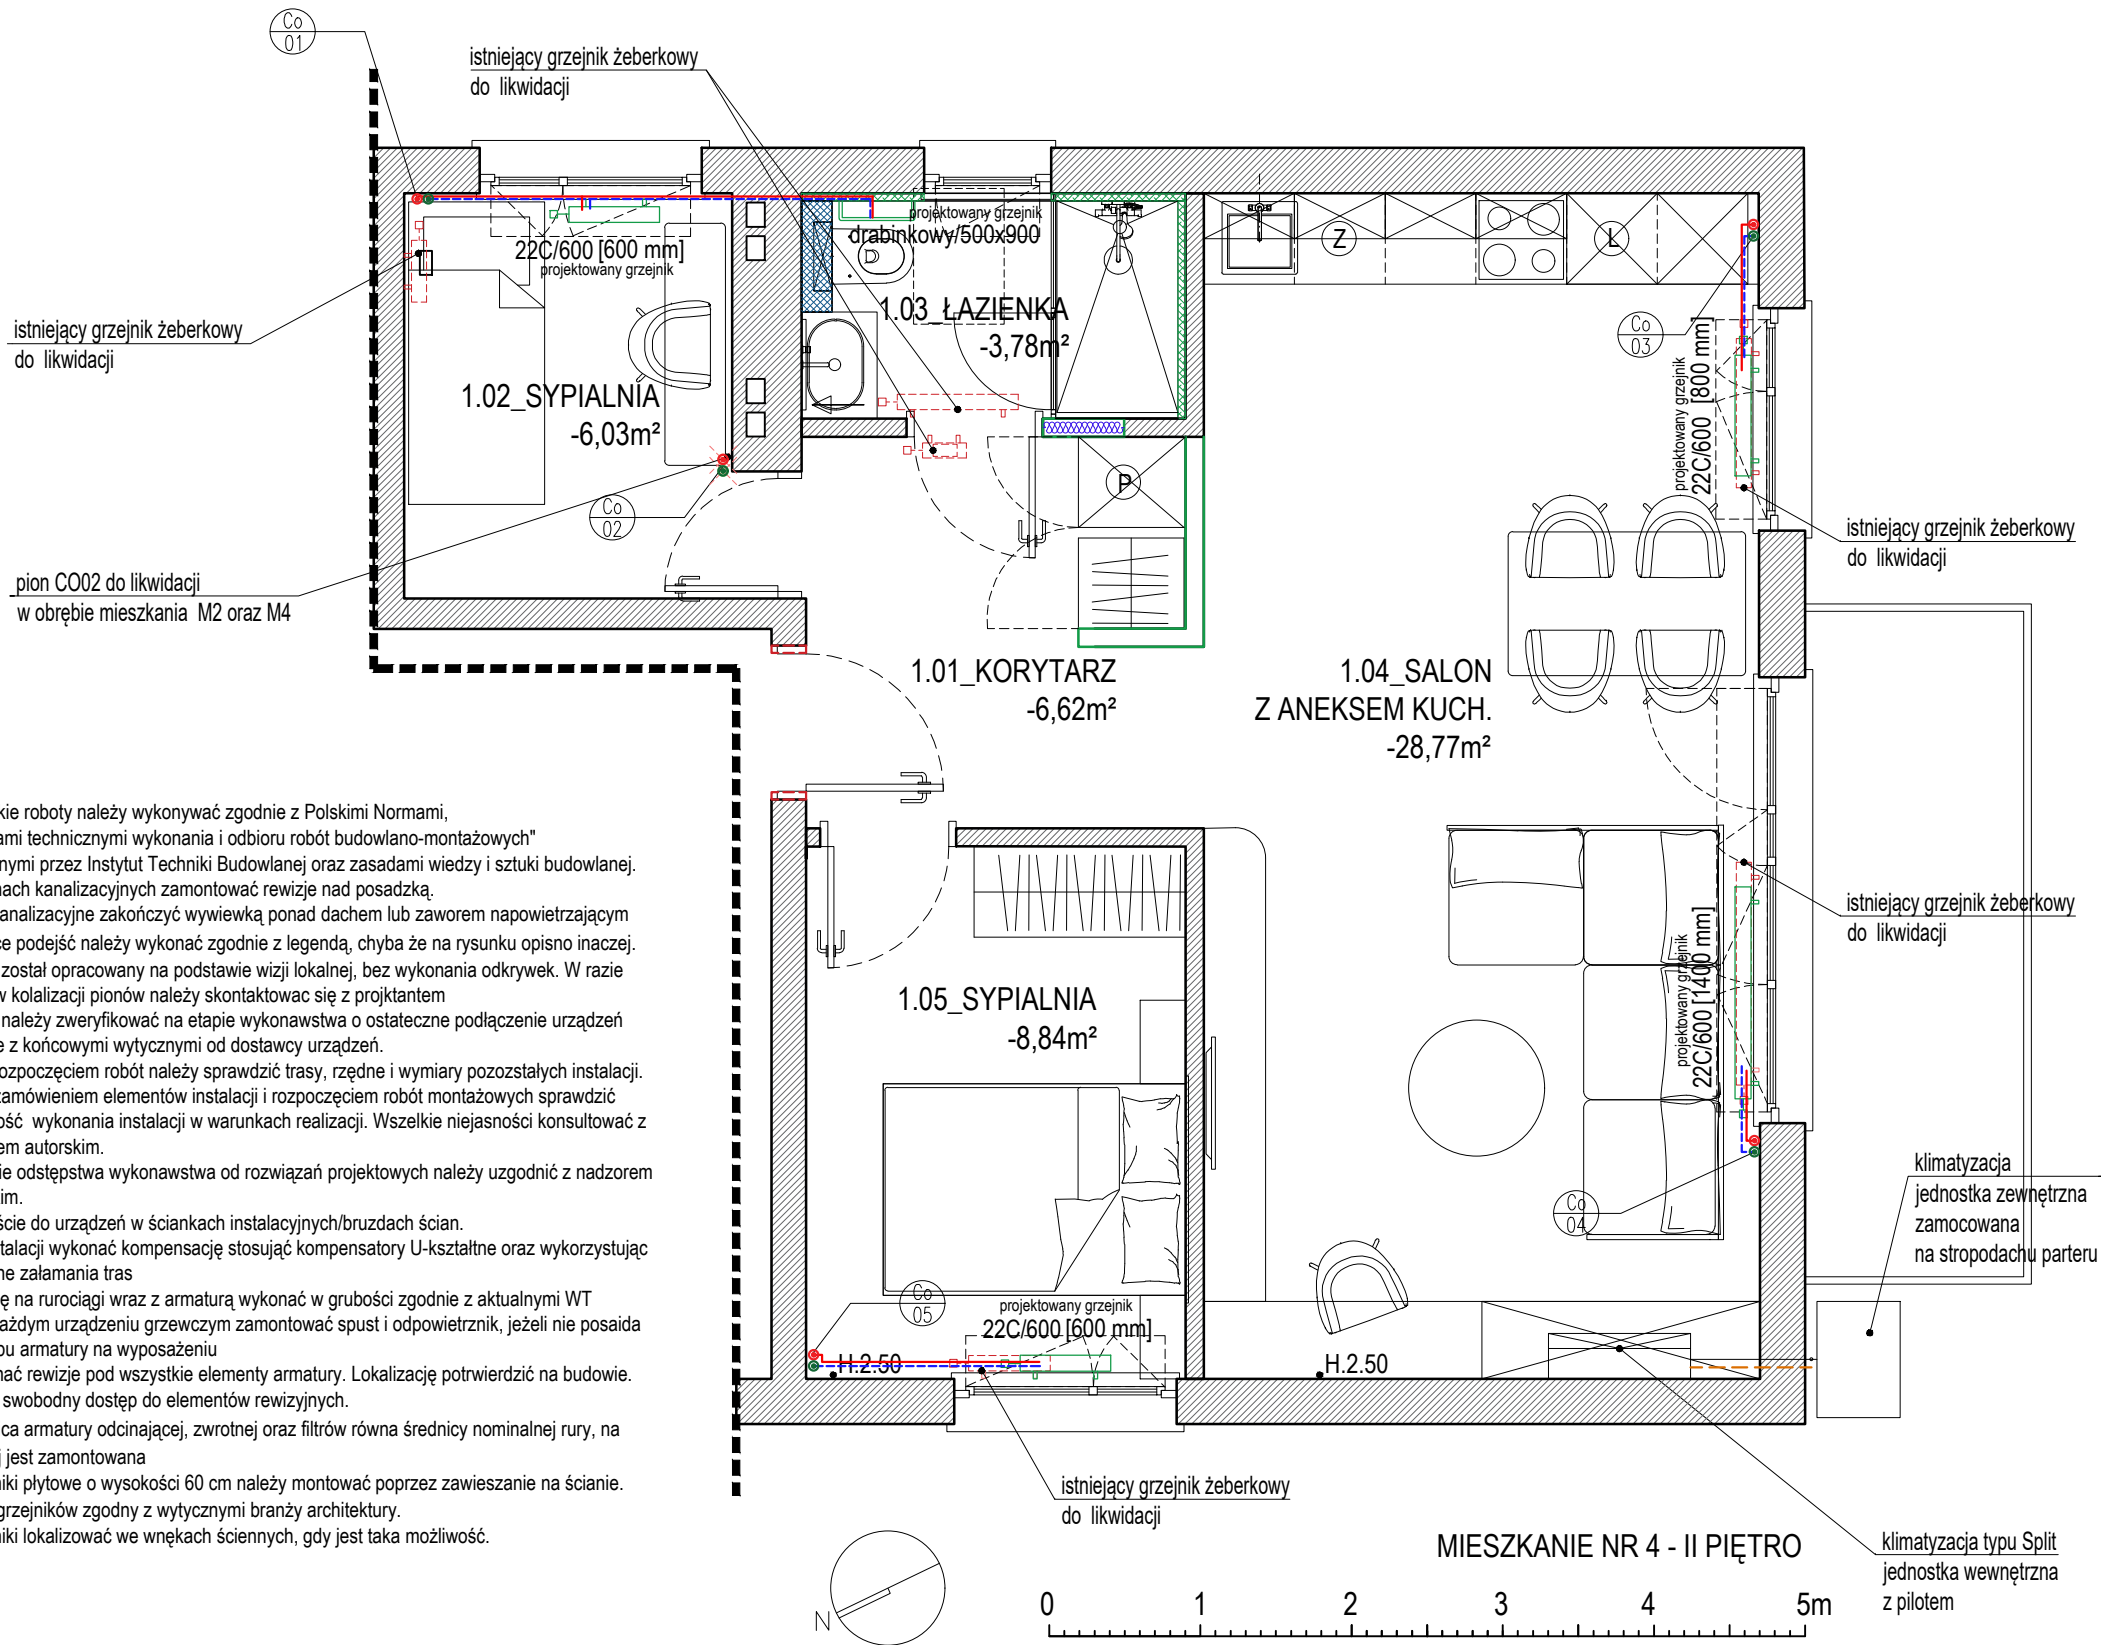 Co
01
istniejący grzejnik żeberkowy
do likwidacji
22C/600 [600 mm]
projektowany grzejnik
projektowany grzejnik
drabinkowy/500x900
Z
L
1.03_ŁAZIENKA
-3,78m²
istniejący grzejnik żeberkowy
do likwidacji
Co
03
projektowany grzejnik
22C/600 [800 mm]
1.02_SYPIALNIA
-6,03m²
P
Co
02
istniejący grzejnik żeberkowy
do likwidacji
pion CO02 do likwidacji
w obrębie mieszkania M2 oraz M4
1.01_KORYTARZ
-6,62m²
1.04_SALON
Z ANEKSEM KUCH.
-28,77m²
kie roboty należy wykonywać zgodnie z Polskimi Normami,
ami technicznymi wykonania i odbioru robót budowlano-montażowych"
nymi przez Instytut Techniki Budowlanej oraz zasadami wiedzy i sztuki budowlanej.
nach kanalizacyjnych zamontować rewizje nad posadzką.
analizacyjne zakończyć wywiewką ponad dachem lub zaworem napowietrzającym
ce podejść należy wykonać zgodnie z legendą, chyba że na rysunku opisno inaczej.
został opracowany na podstawie wizji lokalnej, bez wykonania odkrywek. W razie
w kolalizacji pionów należy skontaktowac się z projktantem
należy zweryfikować na etapie wykonawstwa o ostateczne podłączenie urządzeń
e z końcowymi wytycznymi od dostawcy urządzeń.
ozpoczęciem robót należy sprawdzić trasy, rzędne i wymiary pozozstałych instalacji.
zamówieniem elementów instalacji i rozpoczęciem robót montażowych sprawdzić
ość wykonania instalacji w warunkach realizacji. Wszelkie niejasności konsultować z
em autorskim.
ie odstępstwa wykonawstwa od rozwiązań projektowych należy uzgodnić z nadzorem
im.
ście do urządzeń w ściankach instalacyjnych/bruzdach ścian.
talacji wykonać kompensację stosująć kompensatory U-kształtne oraz wykorzystując
ne załamania tras
ę na rurociągi wraz z armaturą wykonać w grubości zgodnie z aktualnymi WT
ażdym urządzeniu grzewczym zamontować spust i odpowietrznik, jeżeli nie posaida
pu armatury na wyposażeniu
nać rewizje pod wszystkie elementy armatury. Lokalizację potwierdzić na budowie.
swobodny dostęp do elementów rewizyjnych.
ca armatury odcinającej, zwrotnej oraz filtrów równa średnicy nominalnej rury, na
j jest zamontowana
niki płytowe o wysokości 60 cm należy montować poprzez zawieszanie na ścianie.
grzejników zgodny z wytycznymi branży architektury.
niki lokalizować we wnękach ściennych, gdy jest taka możliwość.
istniejący grzejnik żeberkowy
do likwidacji
projektowany grzejnik
22C/600 [1400 mm]
1.05_SYPIALNIA
-8,84m²
klimatyzacja
jednostka zewnętrzna
zamocowana
na stropodachu parteru
Co
04
Co
05
projektowany grzejnik
22C/600 [600 mm]
H.2.50
H.2.50
istniejący grzejnik żeberkowy
do likwidacji
MIESZKANIE NR 4 - II PIĘTRO
klimatyzacja typu Split
jednostka wewnętrzna
z pilotem
N
0 1 2 3 4 5m